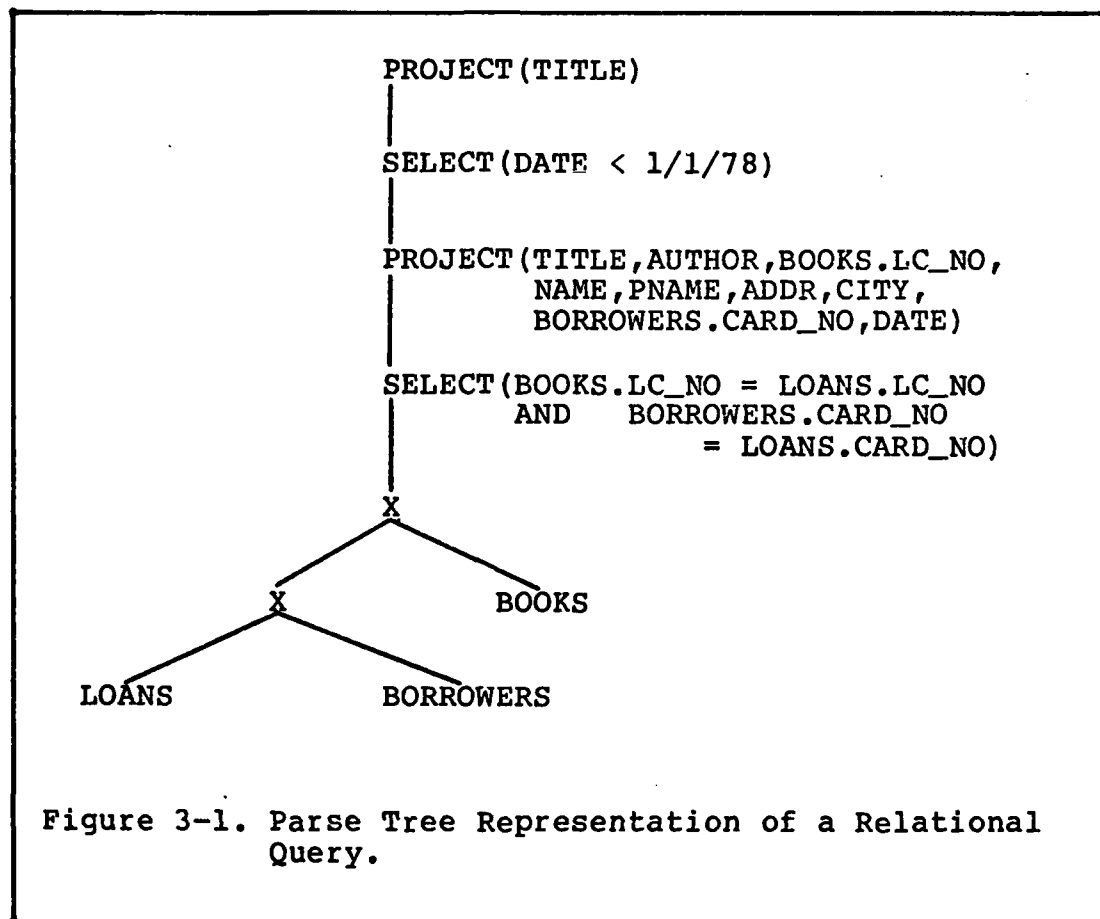 PROJECT(TITLE)
SELECT(DATE < 1/1/78)
PROJECT(TITLE,AUTHOR,BOOKS.LC_NO,
NAME,PNAME,ADDR,CITY,
BORROWERS.CARD_NO,DATE)
SELECT(BOOKS.LC_NO = LOANS.LC_NO
AND BORROWERS.CARD_NO
= LOANS.CARD_NO)
X
X
BOOKS
LOANS
BORROWERS
Figure 3-1. Parse Tree Representation of a Relational
Query.